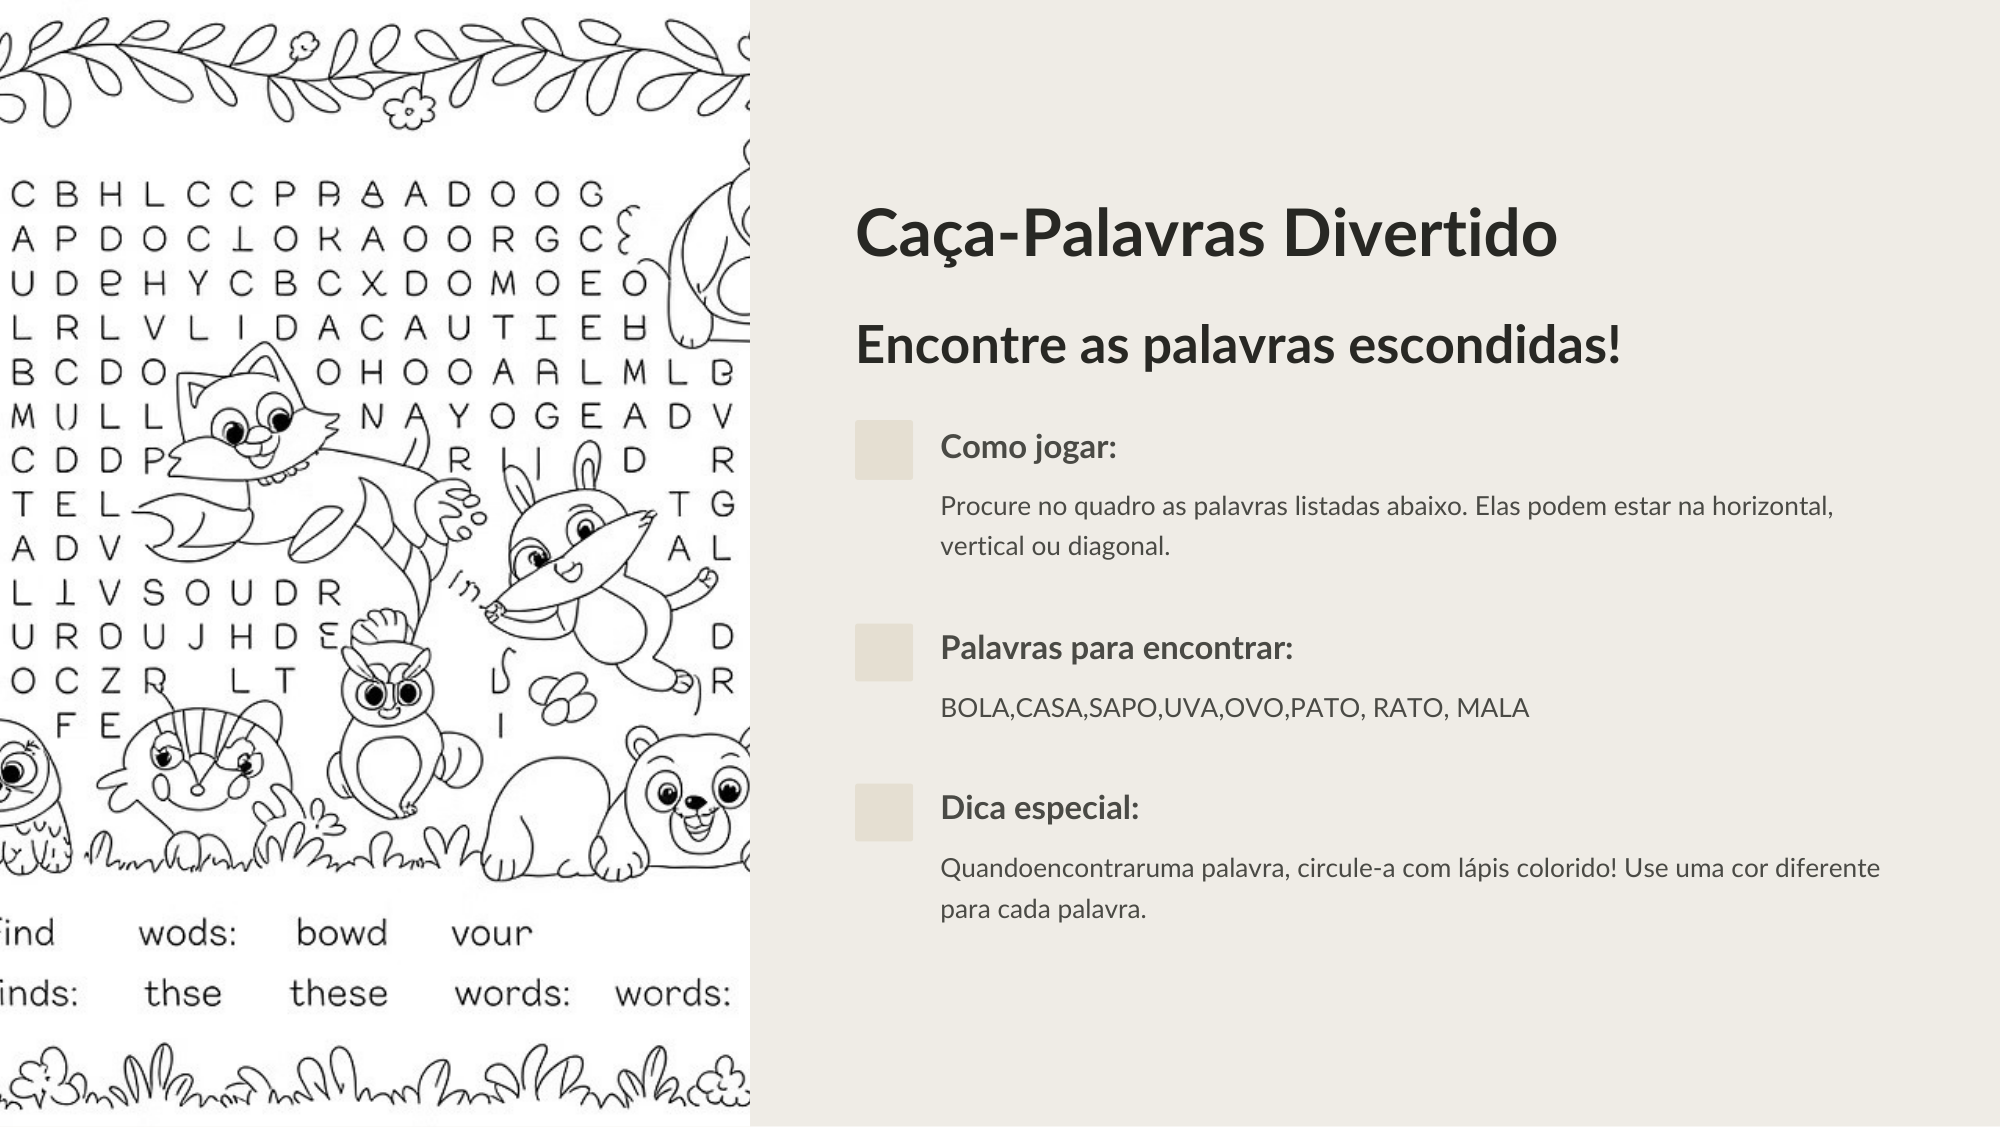 C B H L C C P R A A D O O G
A P D O C I O K A O O R G C
U D e H Y C B C X D O M O E O
L R L V L I D A C A U T I E H
B C D O O H O O A A L M L B
M U L L N A Y O G E A D V
C D D P R I D R
T E L T G
A D V A L
L I V S O U D R
U R O U J H D E D
O C Z R L T R
F E I
ind wods: bowd vour
inds: thse these words: words:
Caça-Palavras Divertido
Encontre as palavras escondidas!
Como jogar:
Procure no quadro as palavras listadas abaixo. Elas podem estar na horizontal,
vertical ou diagonal.
Palavras para encontrar:
BOLA,CASA,SAPO,UVA,OVO,PATO, RATO, MALA
Dica especial:
Quandoencontraruma palavra, circule-a com lápis colorido! Use uma cor diferente
para cada palavra.